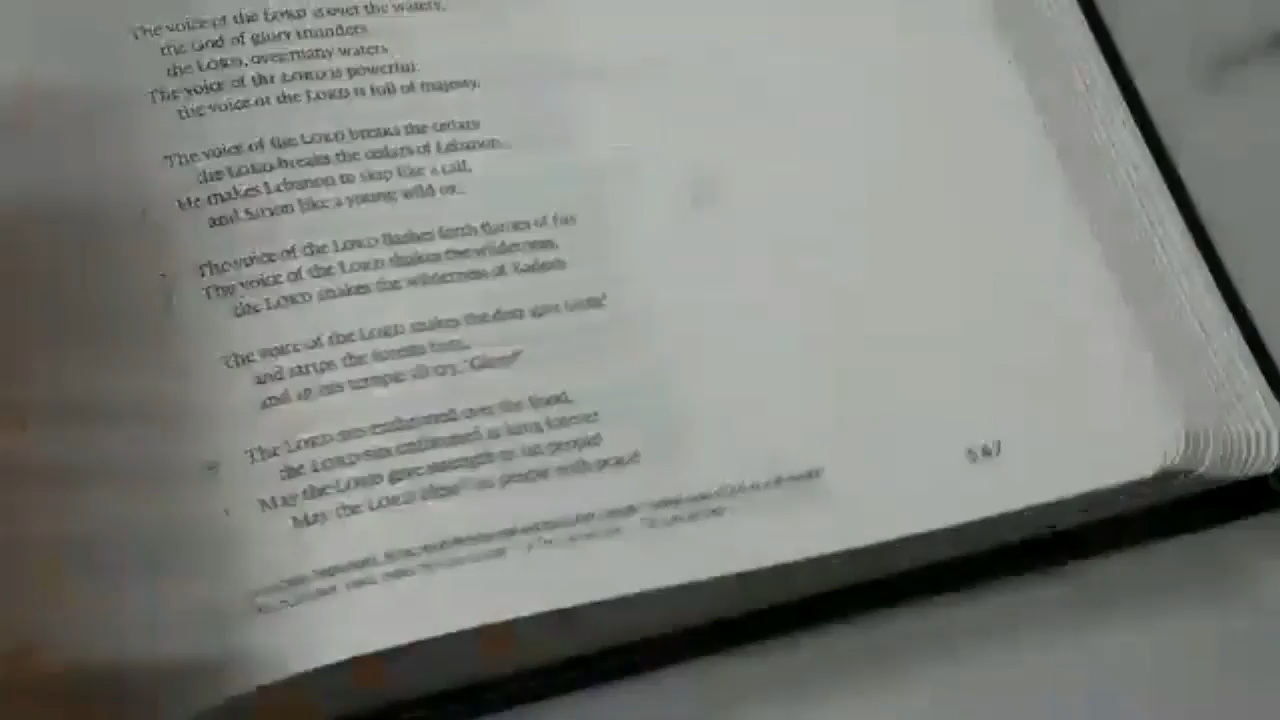 The voice of the LORD is over the waters;
the God of glory thunders,
the LORD, over many waters.
The voice of the LORD is powerful;
the voice of the LORD is full of majesty.
The voice of the LORD breaks the cedars
the LORD breaks the cedars of Lebanon.
He makes Lebanon to skip like a calf,
and Sirion like a young wild ox.
The voice of the LORD flashes forth flames of fire
The voice of the LORD shakes the wilderness;
the LORD shakes the wilderness of Kadesh
The voice of the LORD makes the deer give birth
and strips the forests bare,
and in his temple all cry, "Glory!"
The LORD sits enthroned over the flood;
the LORD sits enthroned as king forever
May the LORD give strength to his people!
May the LORD bless his people with peace!
547